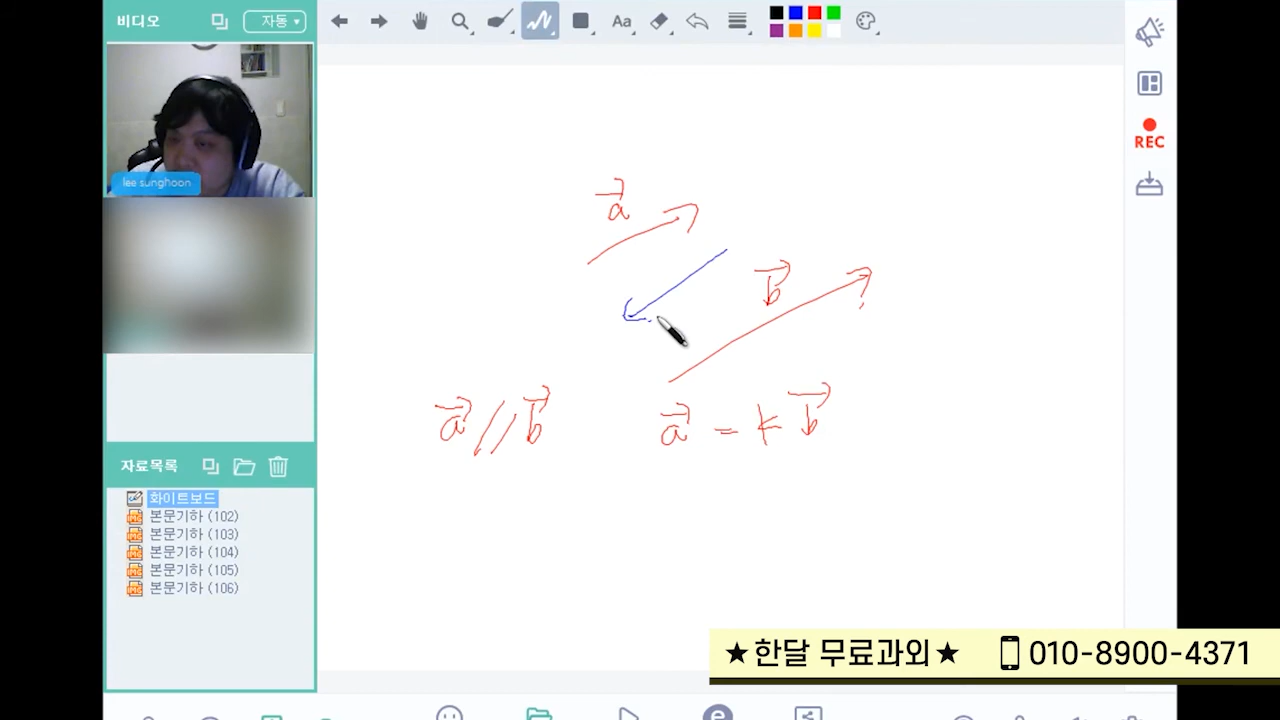 비디오
자동
Aa
REC
lee sunghoon
a
b
a // b
a = k b
자료목록
화이트보드
본문기하 (102)
본문기하 (103)
본문기하 (104)
본문기하 (105)
본문기하 (106)
★한달 무료과외★ 010-8900-4371